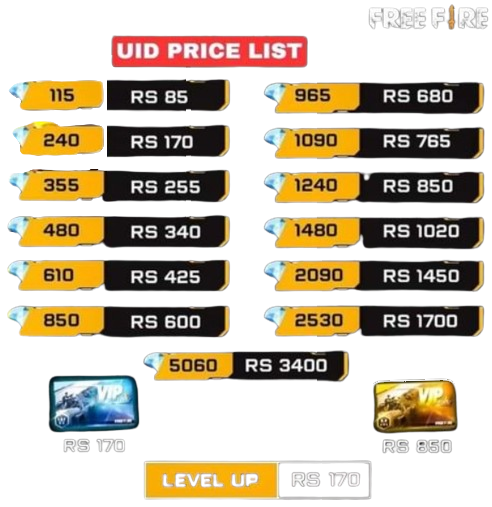 FREE FIRE
UID PRICE LIST
115 RS 85
240 RS 170
355 RS 255
480 RS 340
610 RS 425
850 RS 600
965 RS 680
1090 RS 765
1240 RS 850
1480 RS 1020
2090 RS 1450
2530 RS 1700
5060 RS 3400
VIP
W
RS 170
VIP
M
RS 850
LEVEL UP RS 170